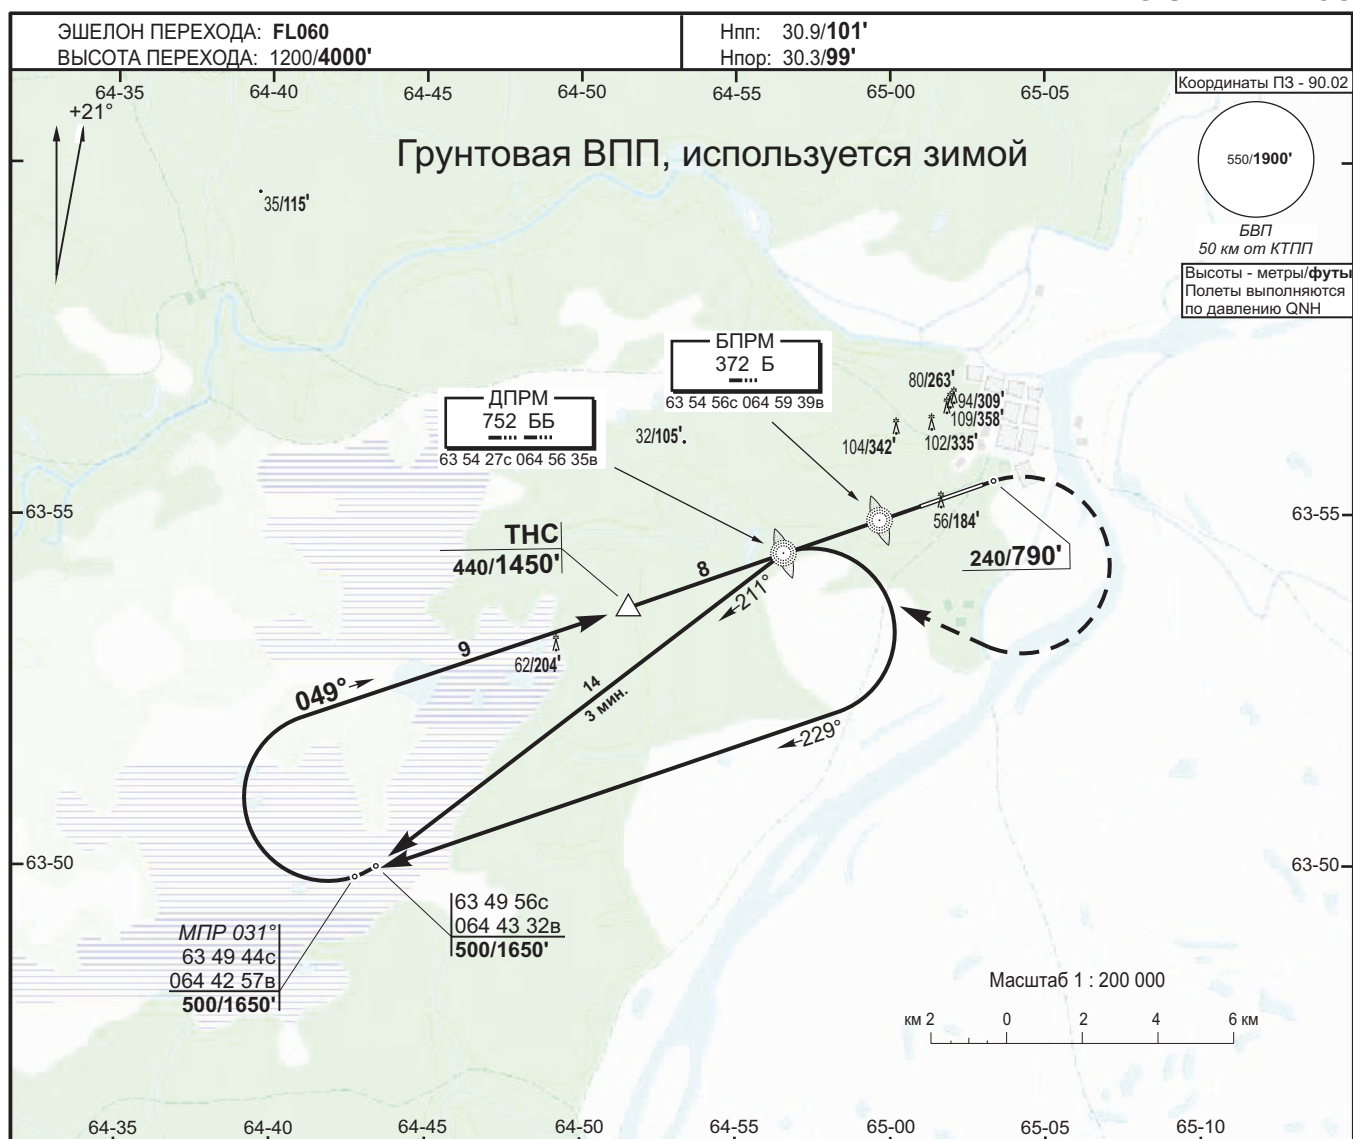 ЭШЕЛОН ПЕРЕХОДА: FL060
ВЫСОТА ПЕРЕХОДА: 1200/4000'
Нпп: 30.9/101'
Нпор: 30.3/99'
64-35 64-40 64-45 64-50 64-55 65-00 65-05
Координаты ПЗ - 90.02
+21°
Грунтовая ВПП, используется зимой
550/1900'
БВП
50 км от КТПП
Высоты - метры/футы
Полеты выполняются
по давлению QNH
35/115'
БПРМ
372 Б
63 54 56с 064 59 39в
ДПРМ
752 ББ
63 54 27с 064 56 35в
32/105'
80/263'
94/309'
109/358'
104/342'
102/335'
63-55
63-55
56/184'
ТНС
440/1450'
240/790'
8
211°
9
62/204'
049°
14
3 мин.
229°
63-50
63-50
63 49 56с
064 43 32в
500/1650'
МПР 031°
63 49 44с
064 42 57в
500/1650'
Масштаб 1 : 200 000
км 2 0 2 4 6 км
64-35 64-40 64-45 64-50 64-55 65-00 65-05 65-10